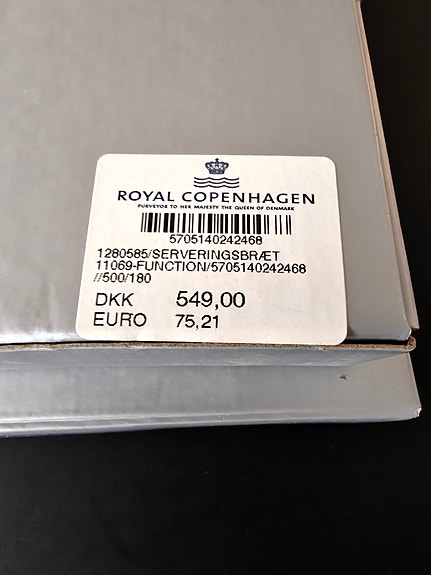 ROYAL COPENHAGEN
PURVEYOR TO HER MAJESTY THE QUEEN OF DENMARK
5705140242468
1280585/SERVERINGSBRÆT
11069-FUNCTION/5705140242468
//500/180
DKK 549,00
EURO 75,21